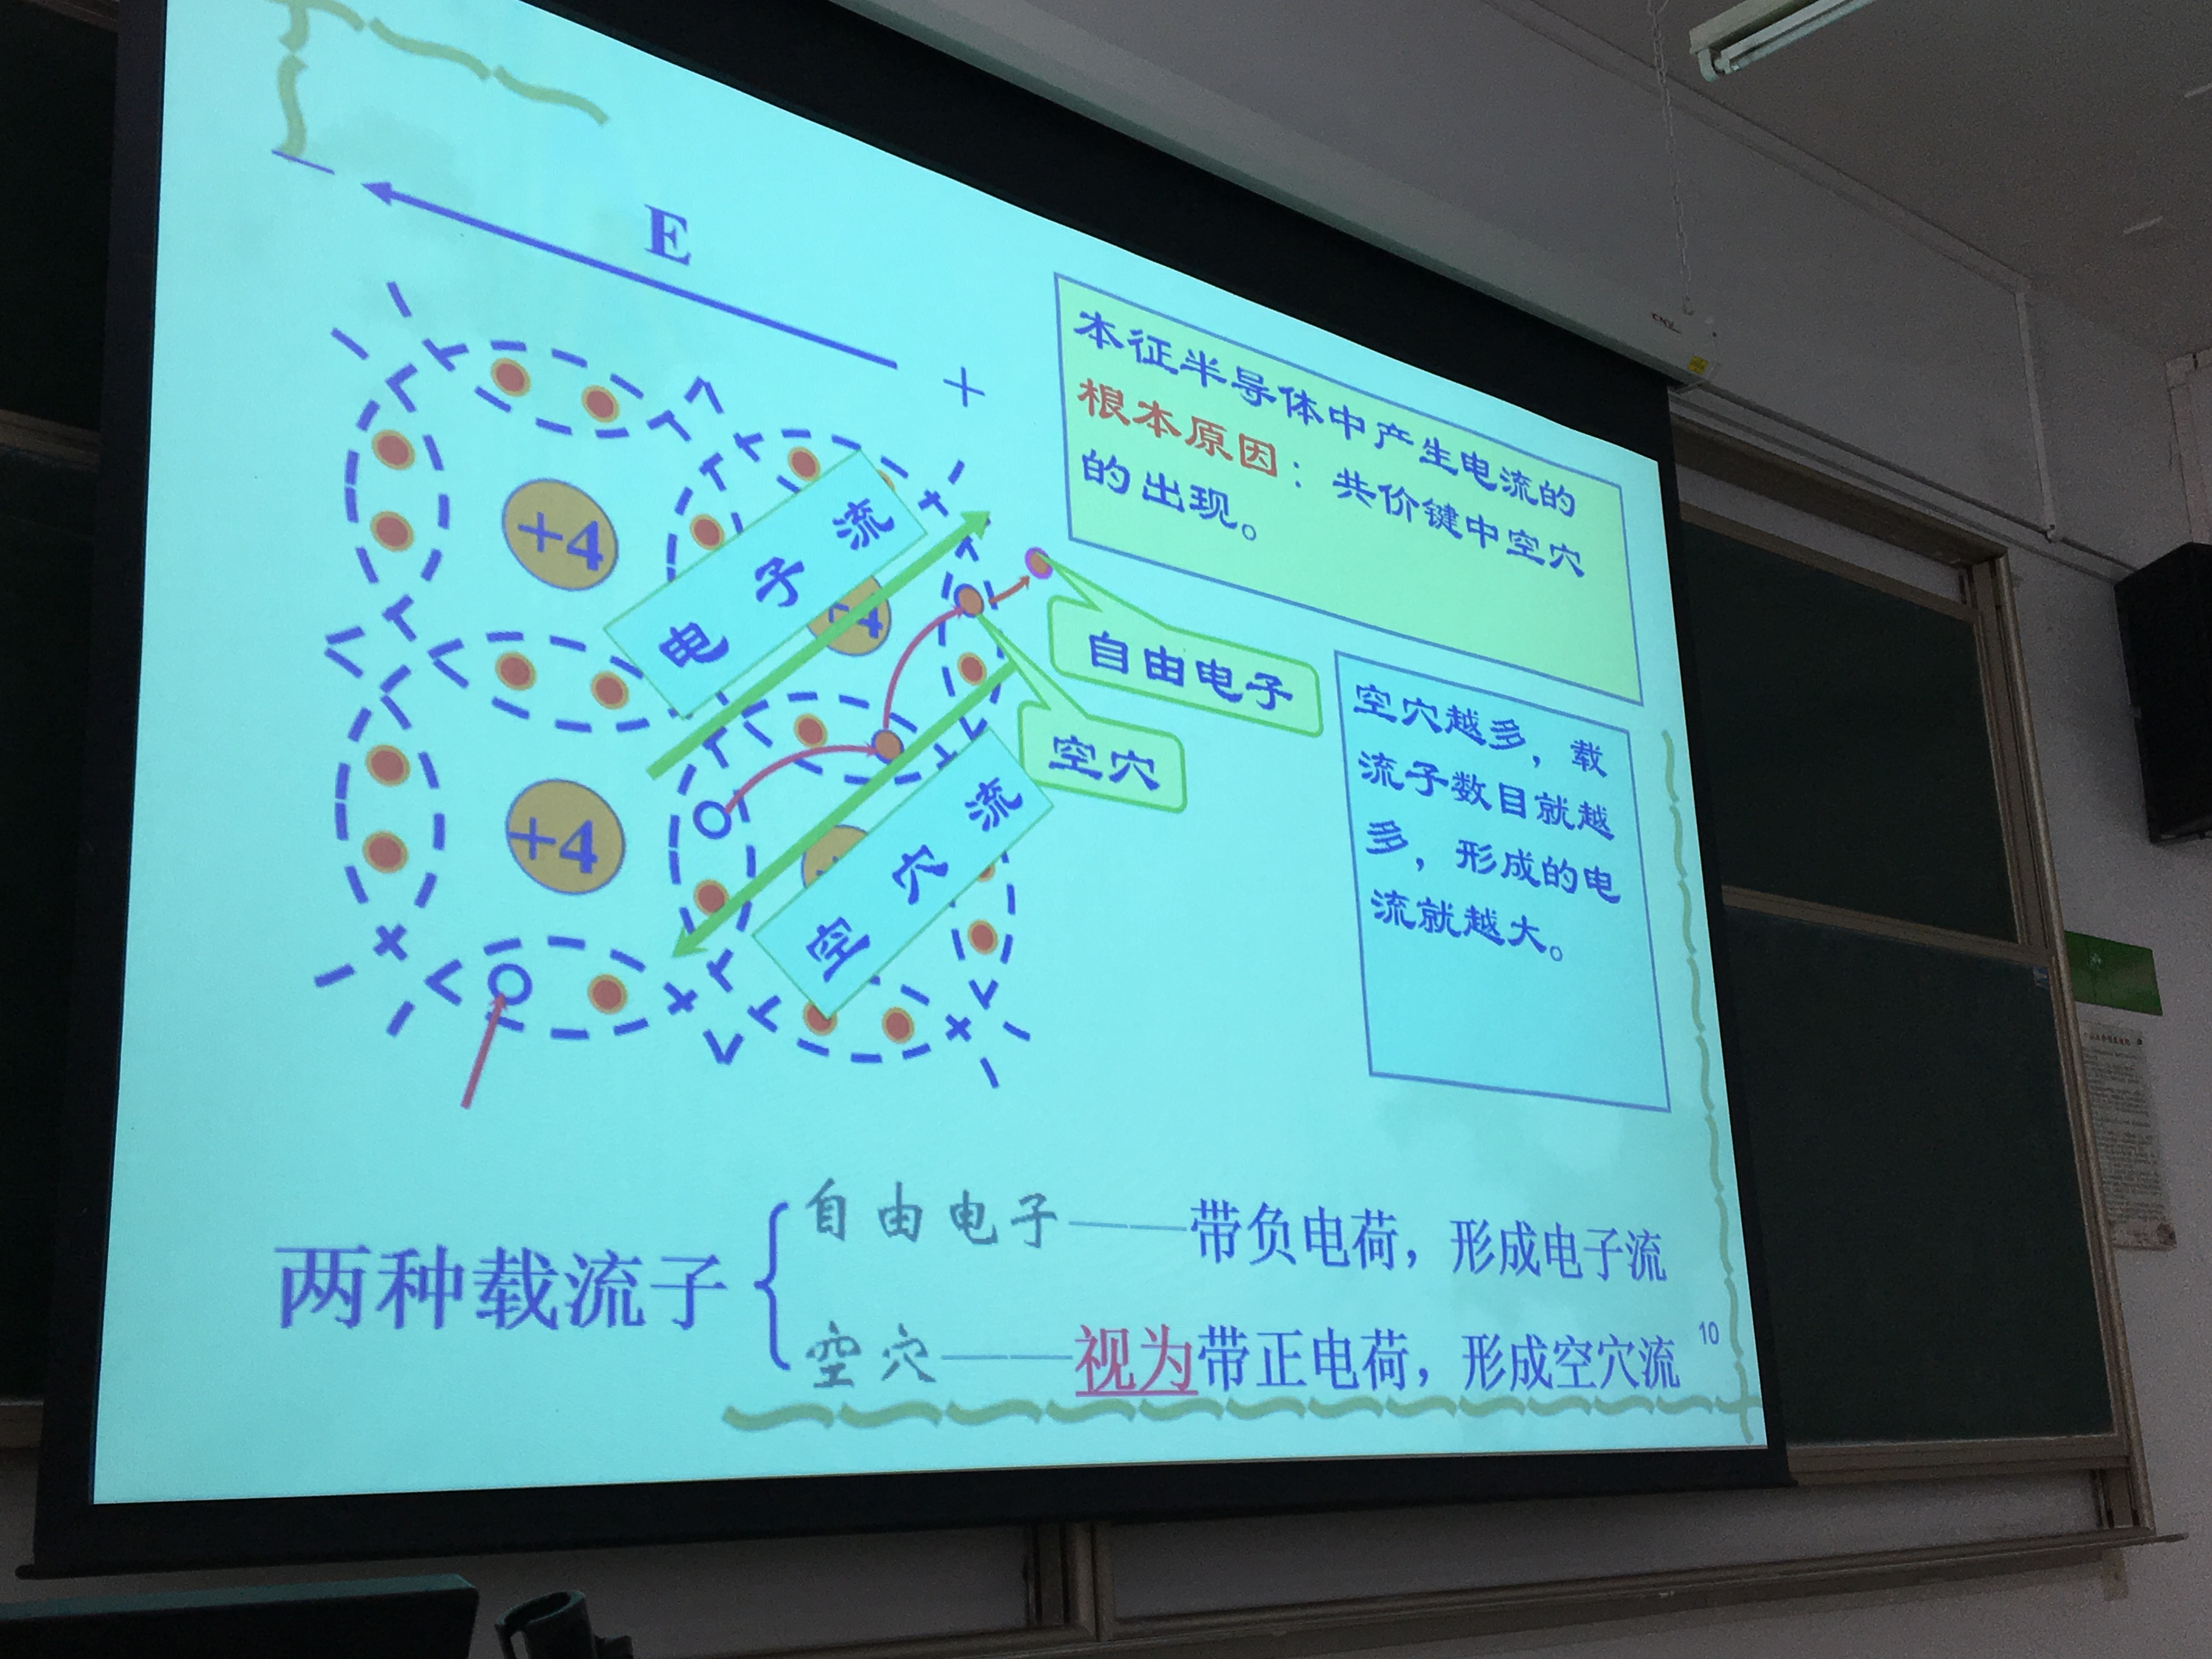 E
+
本征半导体中产生电流的
根本原因：共价键中空穴
的出现。
+4
电子流
自由电子
空穴
+4
空穴流
空穴越多，载
流子数目就越
多，形成的电
流就越大。
两种载流子
自由电子——带负电荷，形成电子流
空穴——视为带正电荷，形成空穴流
10